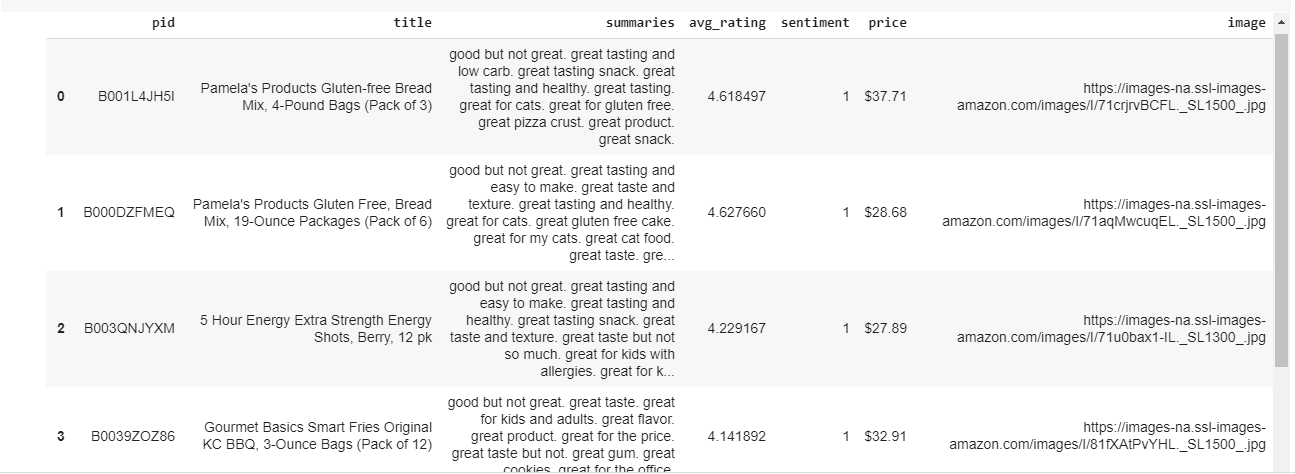 pid title summaries avg_rating sentiment price image
0 B001L4JH5I Pamela's Products Gluten-free Bread Mix, 4-Pound Bags (Pack of 3) good but not great. great tasting and low carb. great tasting snack. great tasting and healthy. great tasting. great for cats. great for gluten free. great pizza crust. great product. great snack. 4.618497 1 $37.71 https://images-na.ssl-images-amazon.com/images/I/71crjrvBCFL._SL1500_.jpg
1 B000DZFMEQ Pamela's Products Gluten Free, Bread Mix, 19-Ounce Packages (Pack of 6) good but not great. great tasting and easy to make. great taste and texture. great tasting and healthy. great for cats. great gluten free cake. great for my cats. great cat food. great taste. gre... 4.627660 1 $28.68 https://images-na.ssl-images-amazon.com/images/I/71aqMwcuqEL._SL1500_.jpg
2 B003QNJYXM 5 Hour Energy Extra Strength Energy Shots, Berry, 12 pk good but not great. great tasting and easy to make. great tasting and healthy. great tasting snack. great taste and texture. great taste but not so much. great for kids with allergies. great for k... 4.229167 1 $27.89 https://images-na.ssl-images-amazon.com/images/I/71u0bax1-IL._SL1300_.jpg
3 B0039ZOZ86 Gourmet Basics Smart Fries Original KC BBQ, 3-Ounce Bags (Pack of 12) good but not great. great taste. great for kids and adults. great flavor. great product. great for the price. great taste but not. great gum. great cookies. great for the office. 4.141892 1 $32.91 https://images-na.ssl-images-amazon.com/images/I/81fXAtPvYHL._SL1500_.jpg